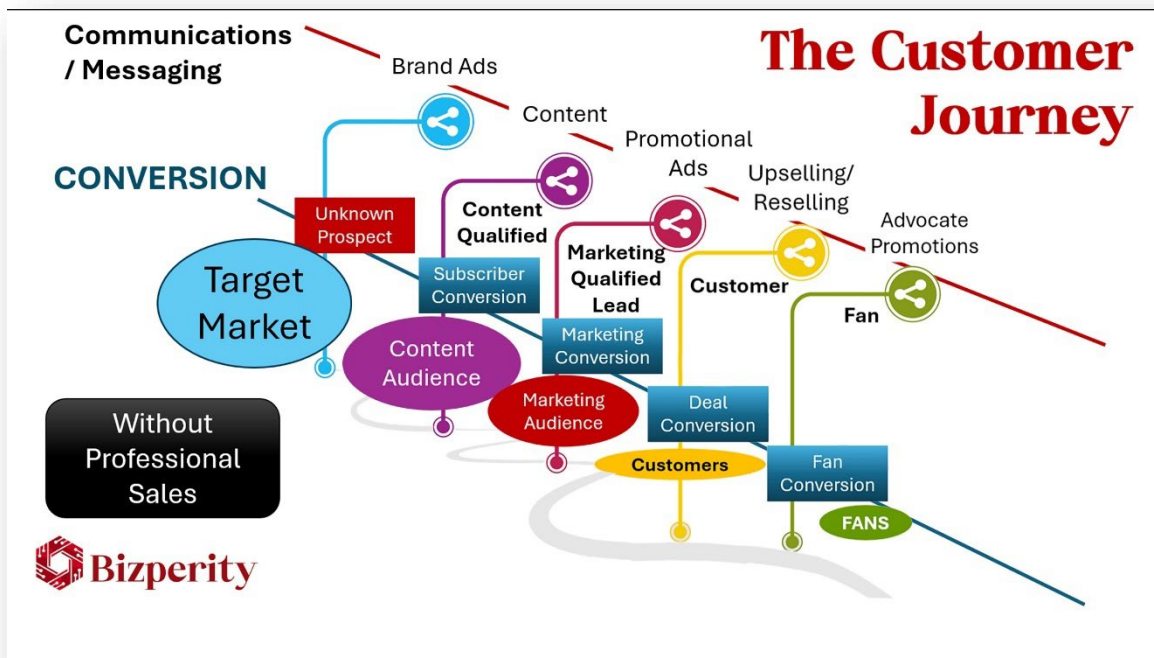 Communications
/ Messaging
The Customer
Journey
Brand Ads
Content
Promotional
Ads
Upselling/
Reselling
Advocate
Promotions
CONVERSION
Unknown
Prospect
Content
Qualified
Marketing
Qualified
Lead
Customer
Fan
Target
Market
Subscriber
Conversion
Content
Audience
Marketing
Conversion
Marketing
Audience
Deal
Conversion
Customers
Fan
Conversion
FANS
Without
Professional
Sales
Bizperity